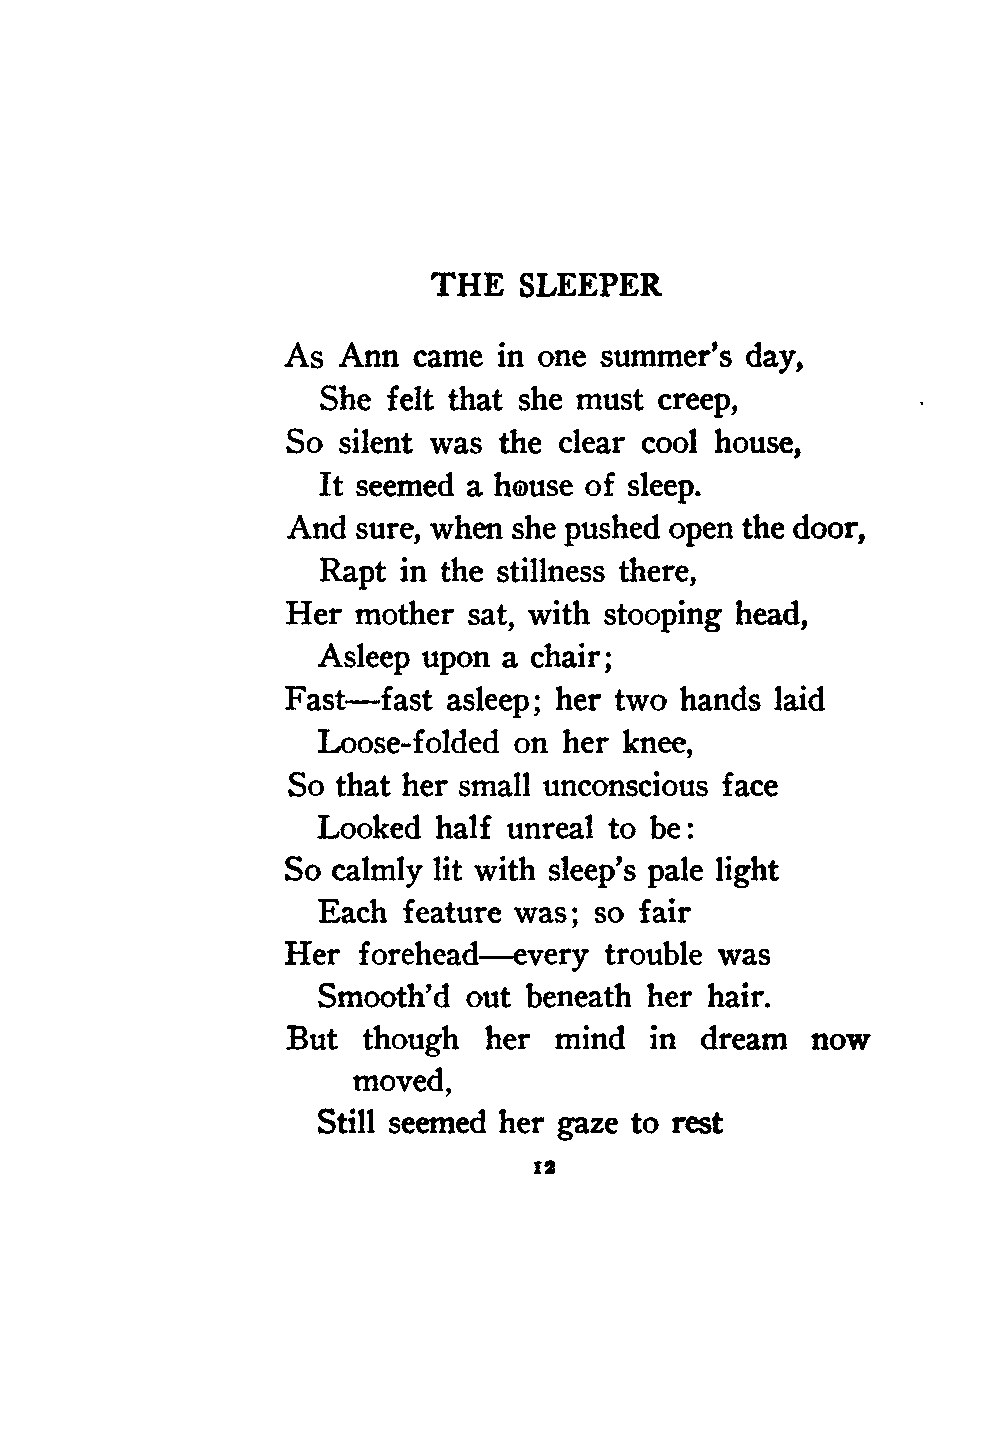 THE SLEEPER
As Ann came in one summer's day,
She felt that she must creep,
So silent was the clear cool house,
It seemed a house of sleep.
And sure, when she pushed open the door,
Rapt in the stillness there,
Her mother sat, with stooping head,
Asleep upon a chair;
Fast—fast asleep; her two hands laid
Loose-folded on her knee,
So that her small unconscious face
Looked half unreal to be:
So calmly lit with sleep's pale light
Each feature was; so fair
Her forehead—every trouble was
Smooth'd out beneath her hair.
But though her mind in dream now
moved,
Still seemed her gaze to rest
12